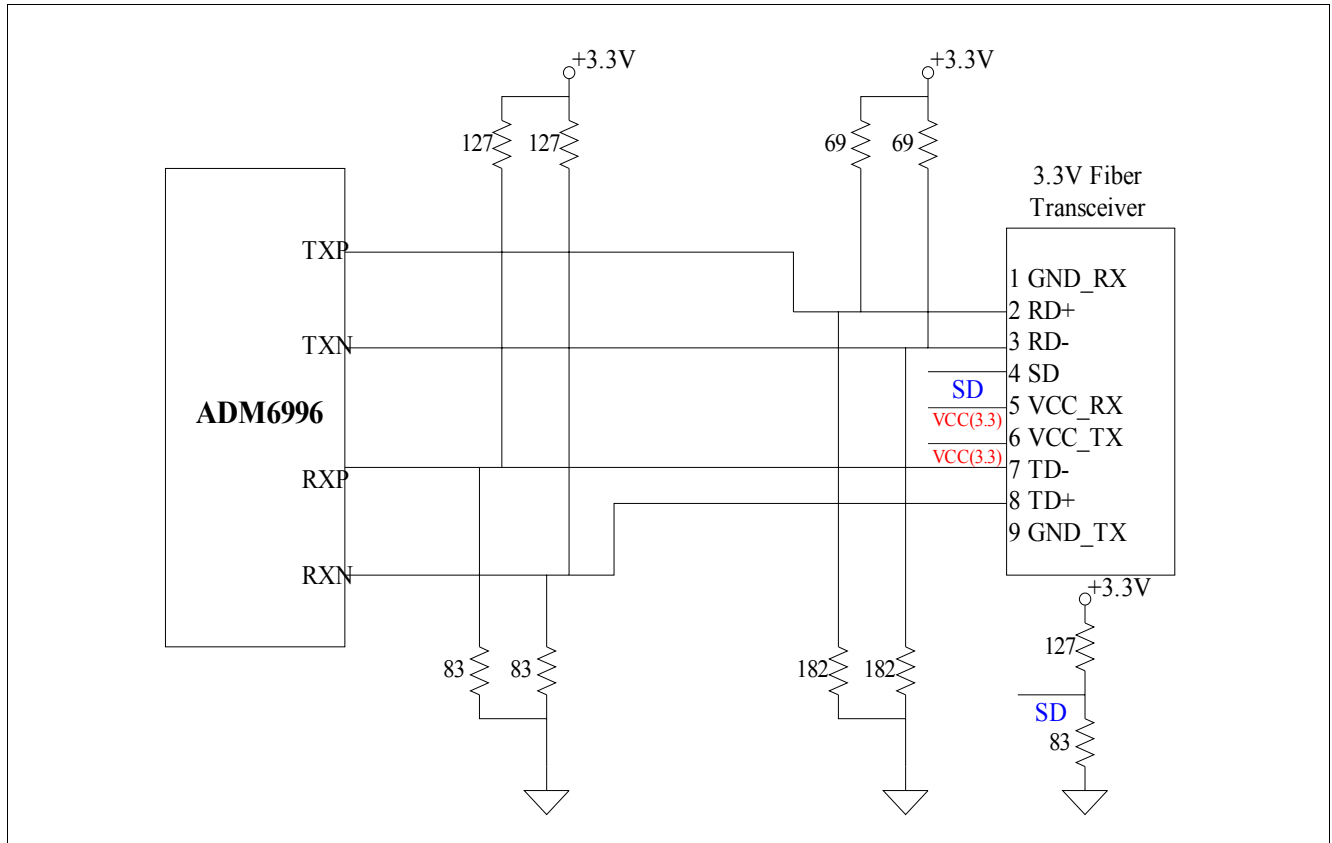 +3.3V
+3.3V
127
127
69
69
3.3V Fiber
Transceiver
TXP
1 GND_RX
2 RD+
TXN
3 RD-
4 SD
SD
5 VCC_RX
VCC(3.3)
6 VCC_TX
VCC(3.3)
ADM6996
RXP
7 TD-
8 TD+
9 GND_TX
RXN
+3.3V
127
83
83
182
182
SD
83